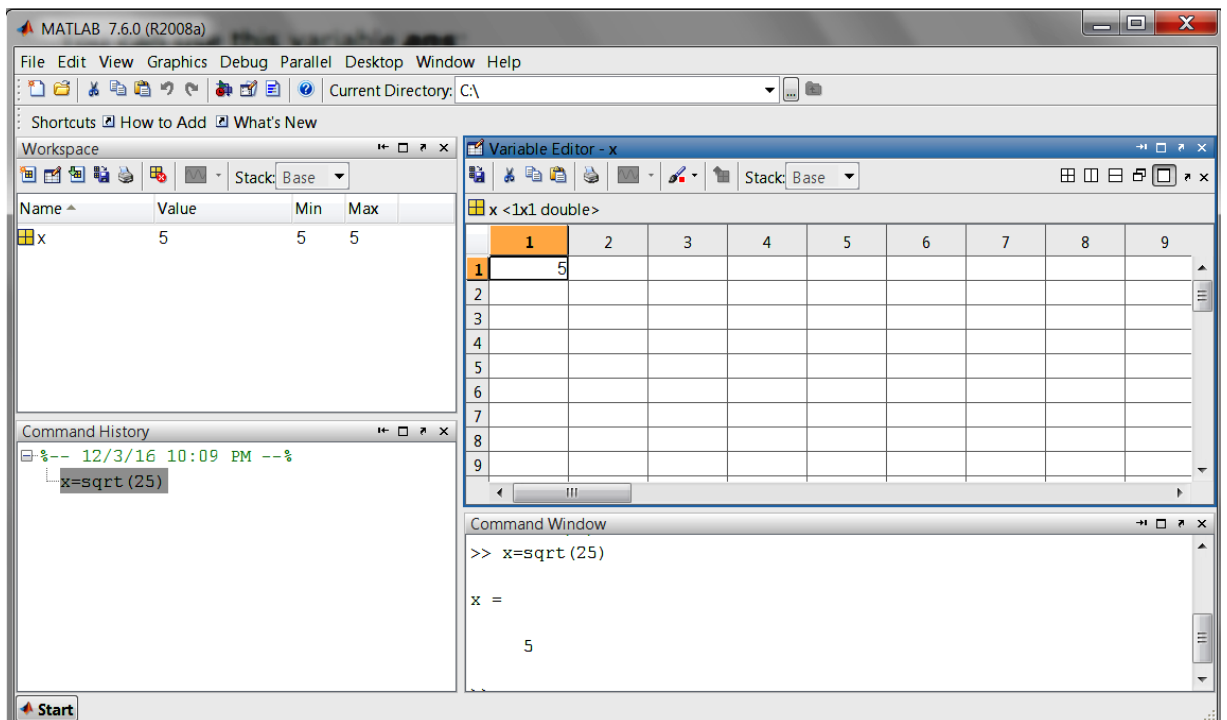 MATLAB 7.6.0 (R2008a)
File Edit View Graphics Debug Parallel Desktop Window Help
Current Directory: C:\
Shortcuts How to Add What's New
Workspace
Stack: Base
Name Value Min Max
x 5 5 5
Command History
%-- 12/3/16 10:09 PM --%
x=sqrt(25)
Variable Editor - x
Stack: Base
x <1x1 double>
1 2 3 4 5 6 7 8 9
1 5
2
3
4
5
6
7
8
9
Command Window
>> x=sqrt(25)
x =
5
Start